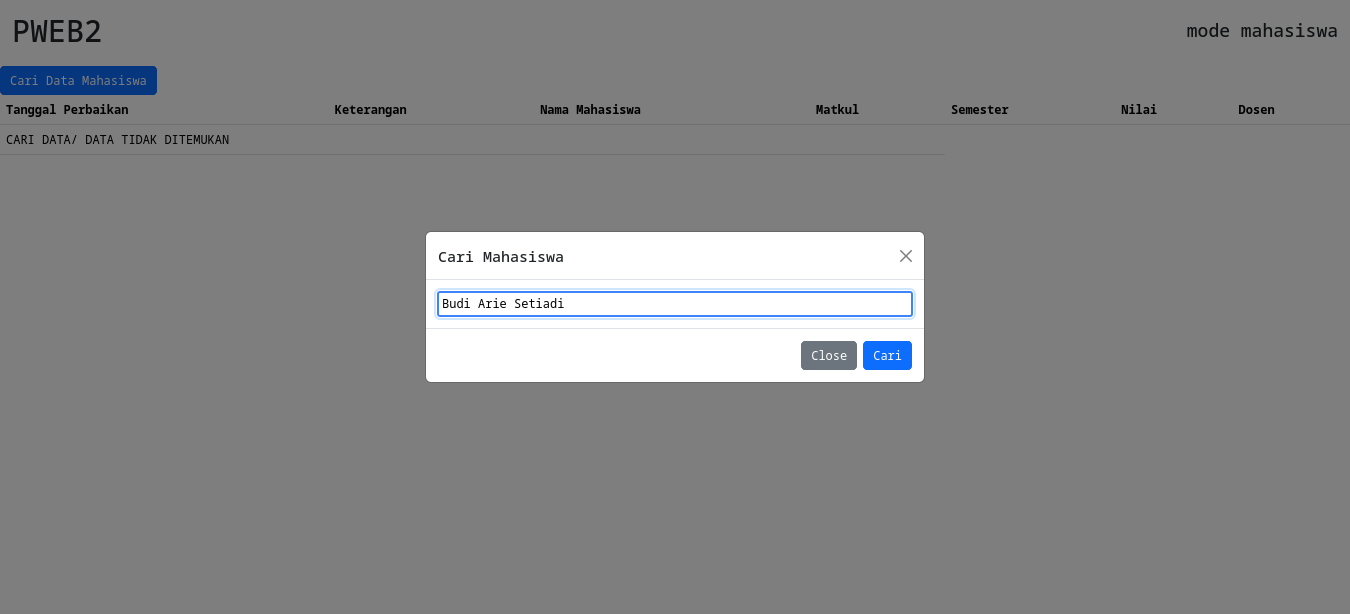 PWEB2
mode mahasiswa
Cari Data Mahasiswa
Tanggal Perbaikan Keterangan Nama Mahasiswa Matkul Semester Nilai Dosen
CARI DATA/ DATA TIDAK DITEMUKAN
Cari Mahasiswa
Budi Arie Setiadi
Close Cari